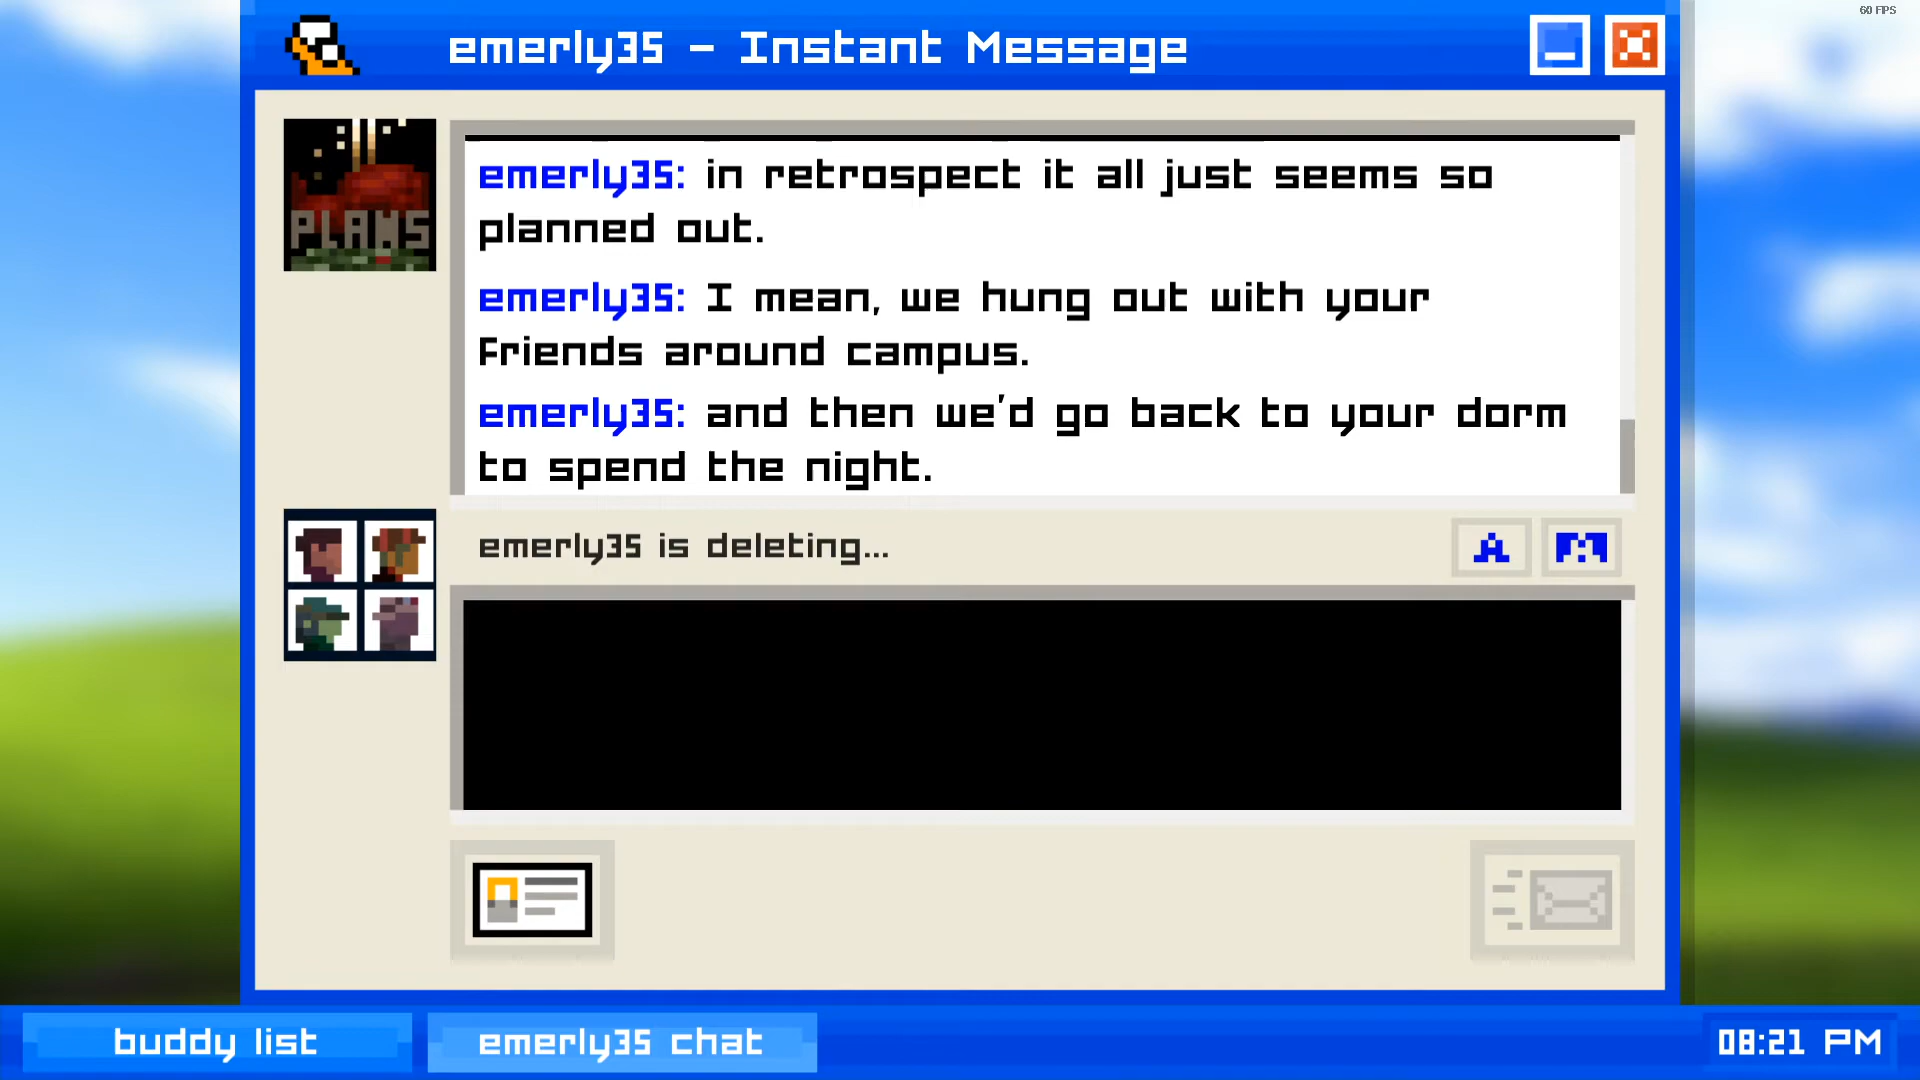 60 FPS
emerly35 - Instant Message
PLANS
emerly35: in retrospect it all just seems so
planned out.
emerly35: I mean, we hung out with your
friends around campus.
emerly35: and then we'd go back to your dorm
to spend the night.
emerly35 is deleting...
A
buddy list
emerly35 chat
08:21 PM